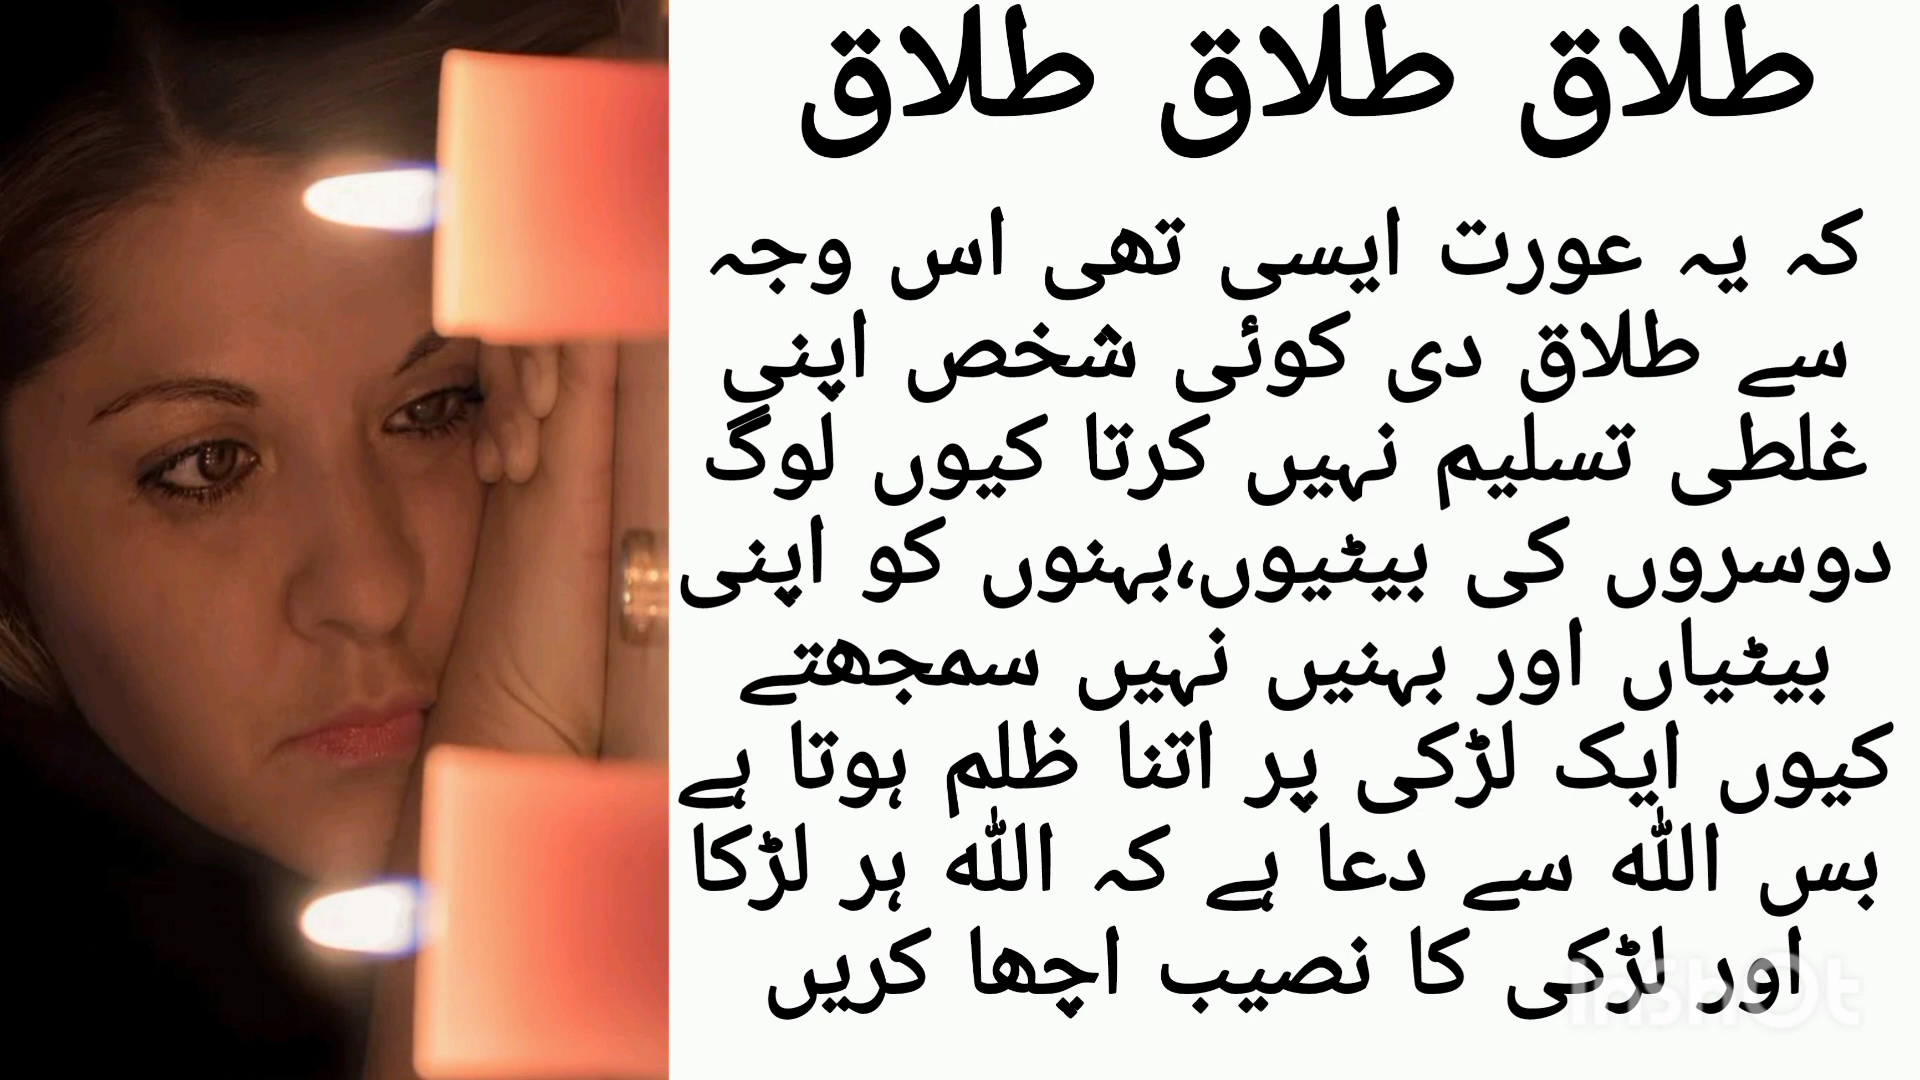 طلاق طلاق طلاق
کہ یہ عورت ایسی تھی اس وجہ
سے طلاق دی کوئی شخص اپنی
غلطی تسلیم نہیں کرتا کیوں لوگ
دوسروں کی بیٹیوں،بہنوں کو اپنی
بیٹیاں اور بہنیں نہیں سمجھتے
کیوں ایک لڑکی پر اتنا ظلم ہوتا ہے
بس اللہ سے دعا ہے کہ اللہ ہر لڑکا
اور لڑکی کا نصیب اچھا کریں
InShOt